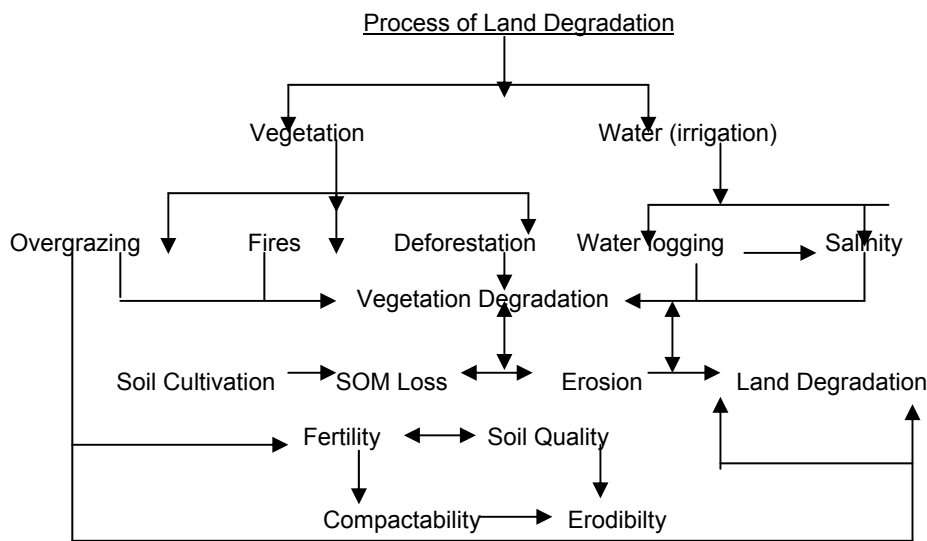 Process of Land Degradation
Vegetation Water (irrigation)
Overgrazing Fires Deforestation Water logging Salinity
Vegetation Degradation
Soil Cultivation SOM Loss Erosion Land Degradation
Fertility Soil Quality
Compactability Erodibilty